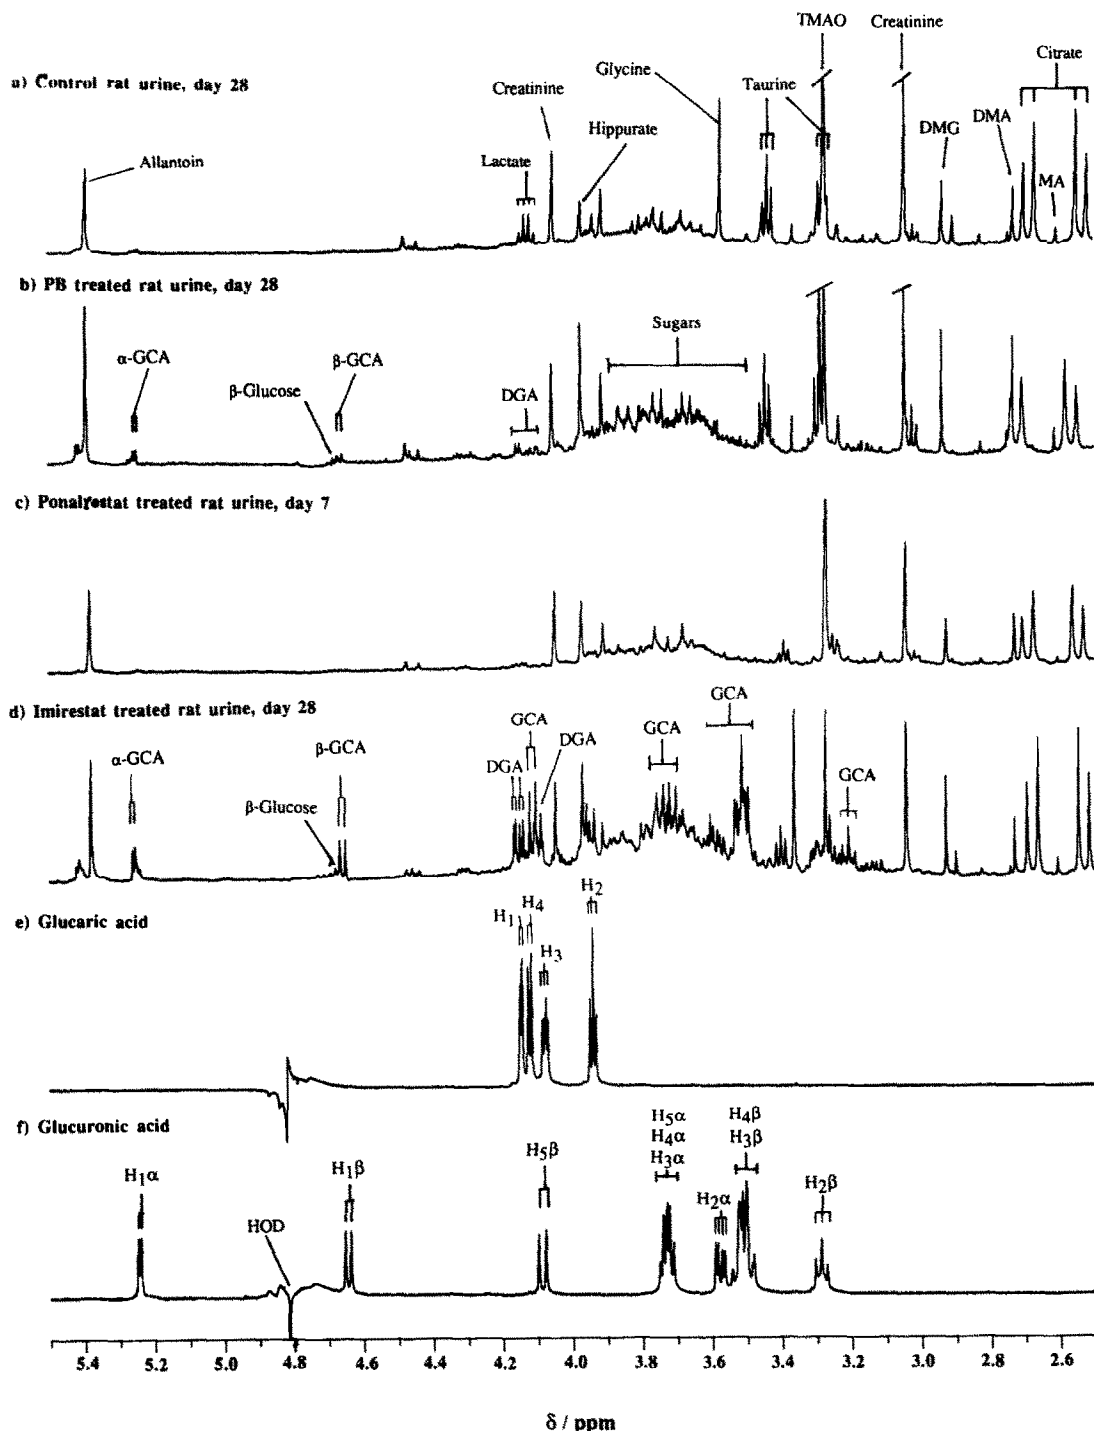 TMAO Creatinine
a) Control rat urine, day 28
Glycine
Citrate
Creatinine
Taurine
Hippurate
DMG DMA
Allantoin
Lactate
MA
b) PB treated rat urine, day 28
Sugars
α-GCA
β-GCA
β-Glucose
DGA
c) Ponalrestat treated rat urine, day 7
d) Imirestat treated rat urine, day 28
GCA
GCA
GCA
α-GCA
β-GCA
DGA
DGA
GCA
β-Glucose
e) Glucaric acid
H1 H4
H2
H3
f) Glucuronic acid
H5α
H4α
H3α
H4β
H3β
H1α
H1β
H5β
H2α
H2β
HOD
5.4 5.2 5.0 4.8 4.6 4.4 4.2 4.0 3.8 3.6 3.4 3.2 3.0 2.8 2.6
δ / ppm